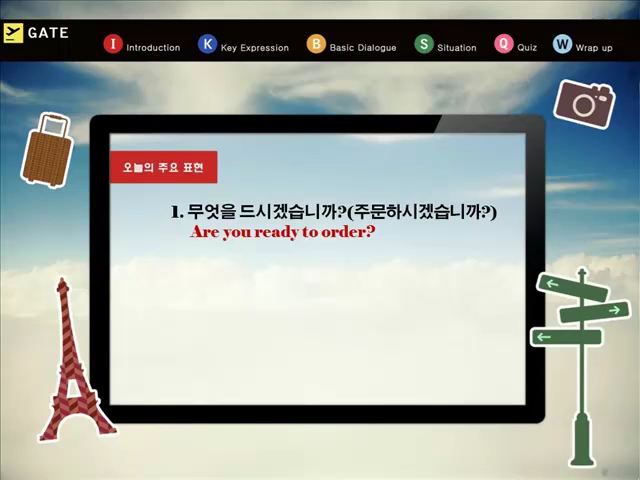 GATE
I Introduction
K Key Expression
B Basic Dialogue
S Situation
Q Quiz
W Wrap up
오늘의 주요 표현
1. 무엇을 드시겠습니까?(주문하시겠습니까?)
Are you ready to order?